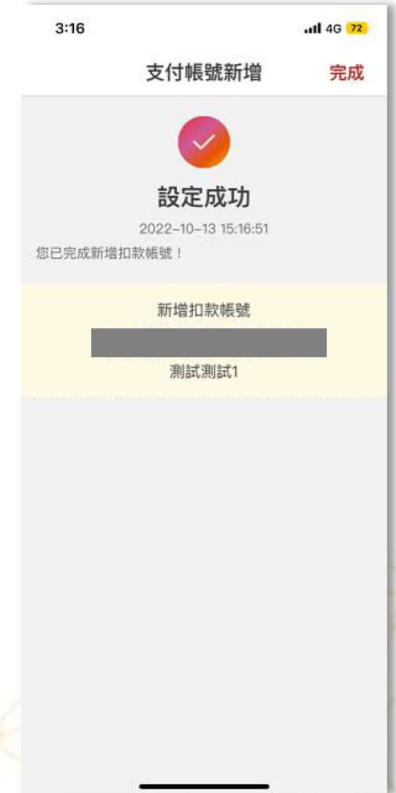 3:16
4G 72
支付帳號新增
完成
設定成功
2022-10-13 15:16:51
您已完成新增扣款帳號！
新增扣款帳號
測試測試1